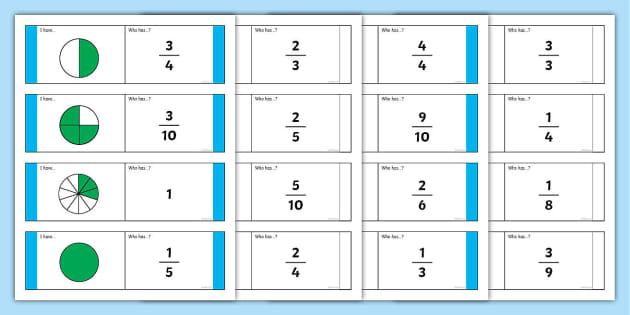 I have...
Who has...?
3/4
Who has...?
2/3
Who has...?
4/4
Who has...?
3/3
I have...
Who has...?
3/10
Who has...?
2/5
Who has...?
9/10
Who has...?
1/4
I have...
Who has...?
1
Who has...?
5/10
Who has...?
2/6
Who has...?
1/8
I have...
Who has...?
1/5
Who has...?
2/4
Who has...?
1/3
Who has...?
3/9